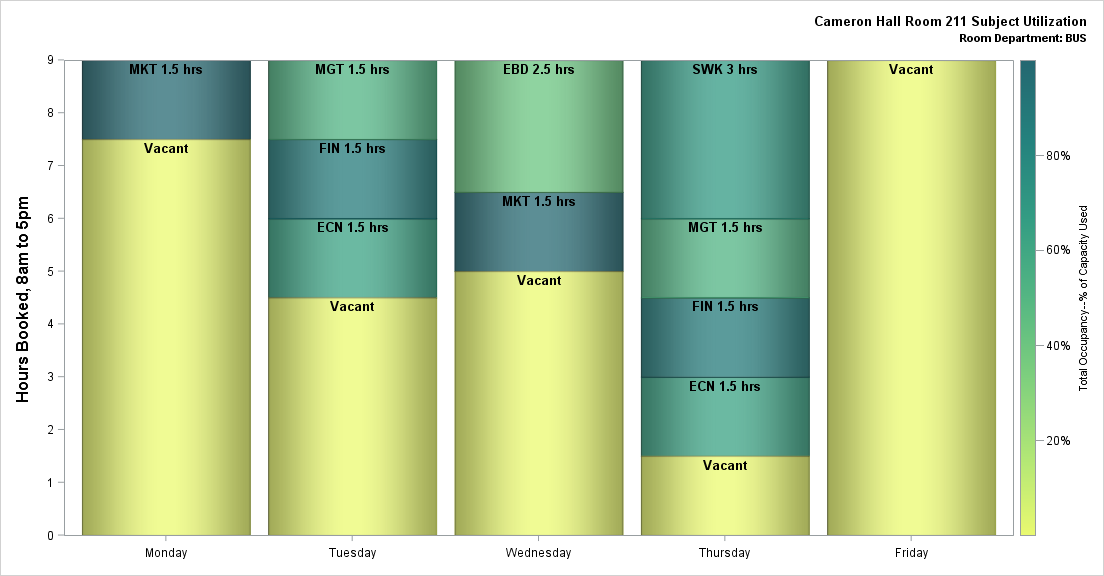 Cameron Hall Room 211 Subject Utilization
Room Department: BUS
Hours Booked, 8am to 5pm
9
8
7
6
5
4
3
2
1
0
MKT 1.5 hrs
Vacant
MGT 1.5 hrs
FIN 1.5 hrs
ECN 1.5 hrs
Vacant
EBD 2.5 hrs
MKT 1.5 hrs
Vacant
SWK 3 hrs
MGT 1.5 hrs
FIN 1.5 hrs
ECN 1.5 hrs
Vacant
Vacant
Monday
Tuesday
Wednesday
Thursday
Friday
80%
60%
40%
20%
Total Occupancy--% of Capacity Used